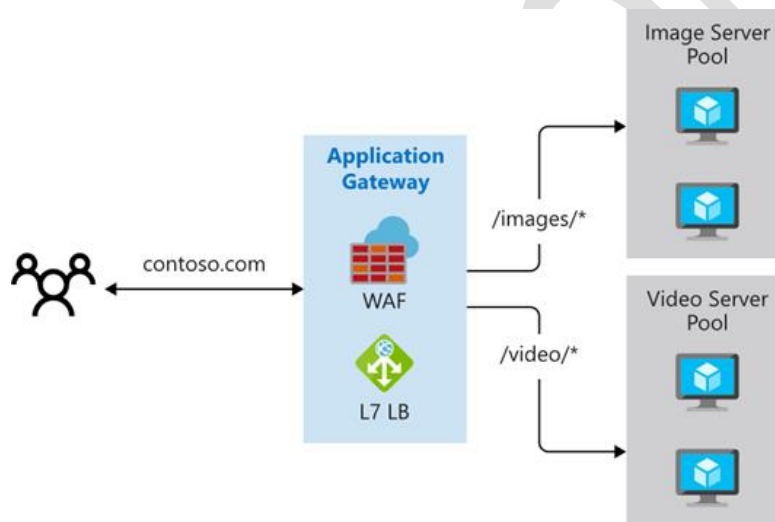 Image Server
Pool
Application
Gateway
/images/*
contoso.com
WAF
Video Server
Pool
/video/*
L7 LB